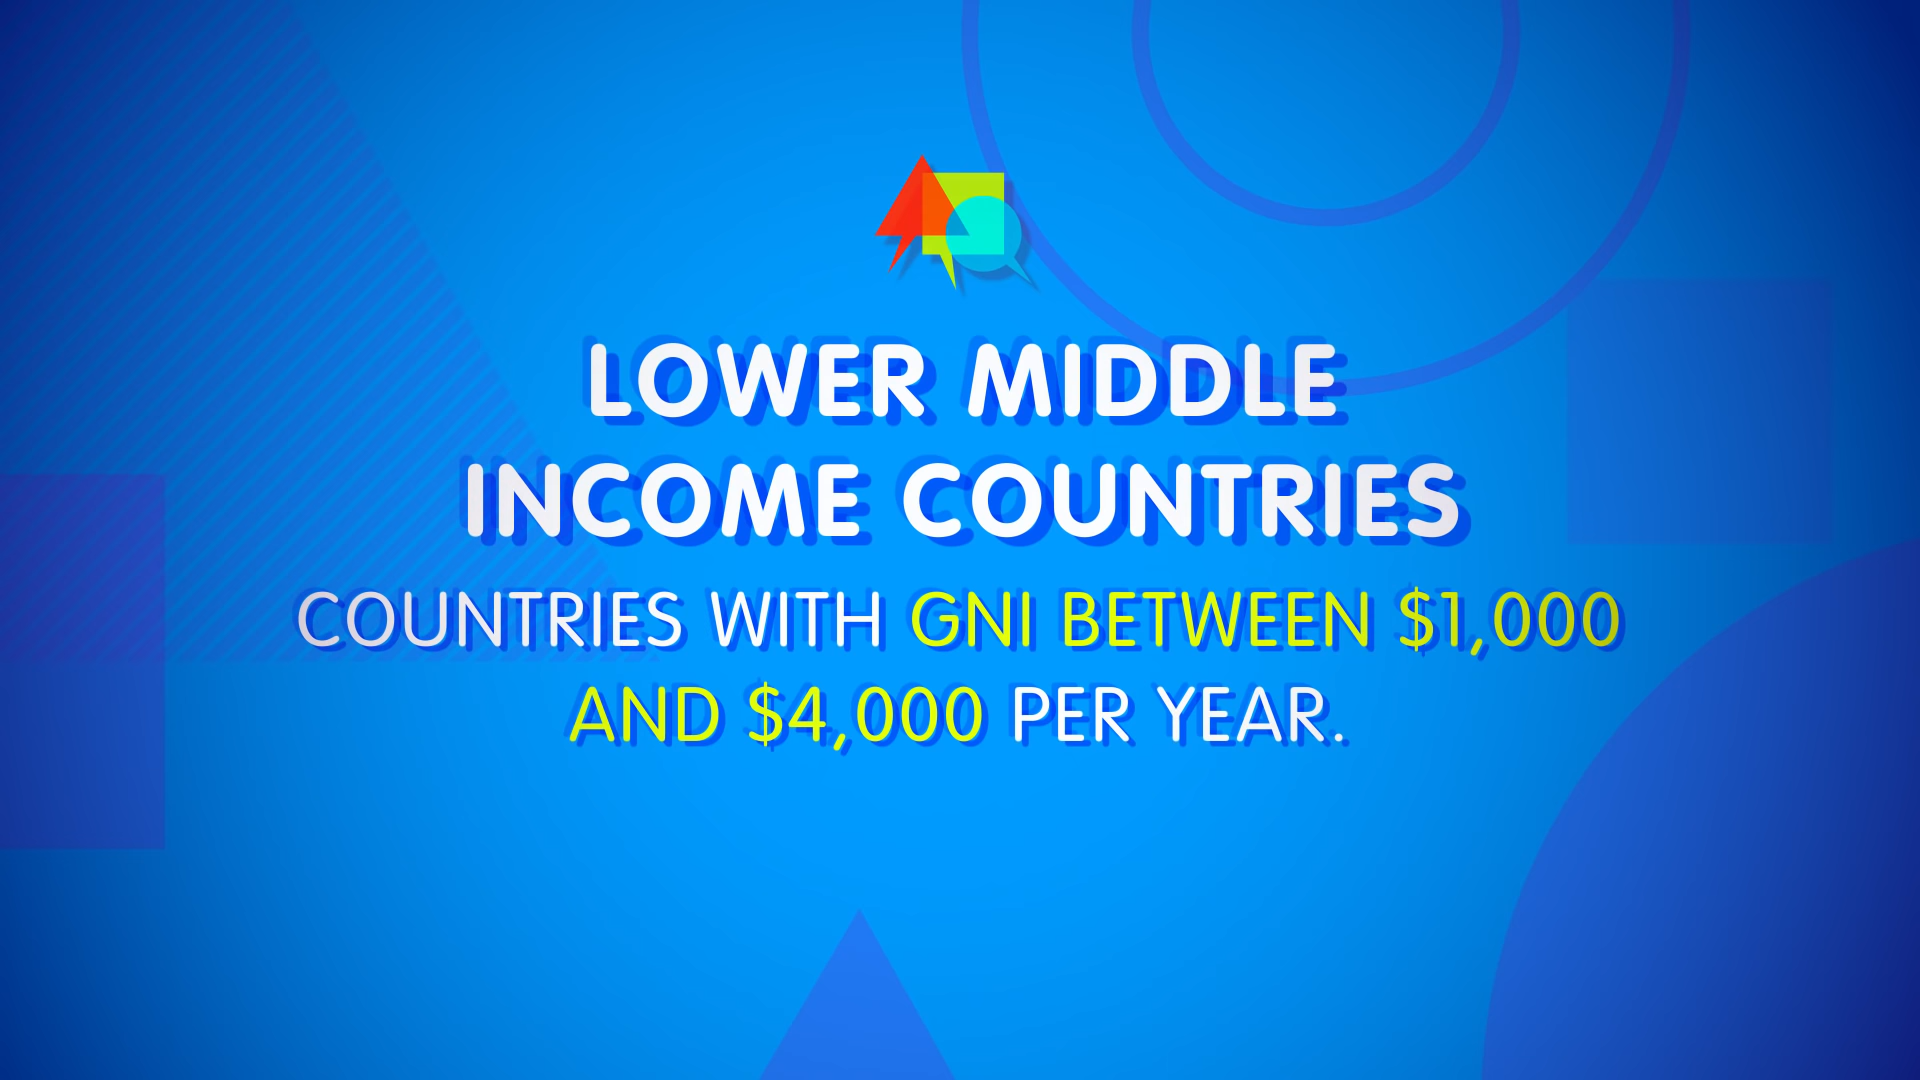 LOWER MIDDLE
INCOME COUNTRIES
COUNTRIES WITH GNI BETWEEN $1,000
AND $4,000 PER YEAR.